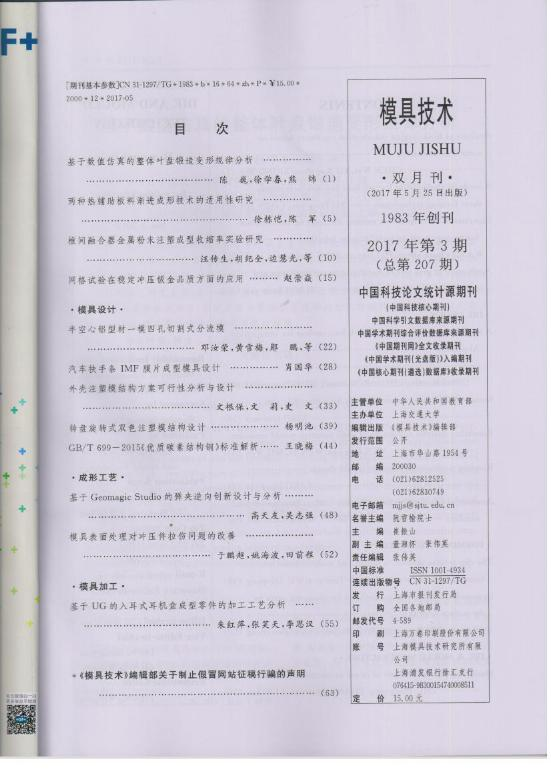 F+
[期刊基本参数]CN 31-1297/TG*1983*b*16*64*zh*P*¥15.00*
2000*12*2017-05
目 次
基于数值仿真的整体叶盘锻造变形规律分析 ……………
陈 巍,徐学春,熊 炜(1)
两种热辅助板料渐进成形技术的适用性研究 ……………
徐栋恺,陈 军(5)
椎间融合器金属粉末注塑成型收缩率实验研究 …………
汪传生,胡纪全,边慧光,等(10)
网格试验在稳定冲压钣金品质方面的应用 ……… 赵荣焱(15)
·模具设计·
半空心铝型材一模四孔切割式分流模 ……………………
邓汝荣,黄雪梅,郧 鹏,等(22)
汽车扶手条 IMF 膜片成型模具设计 ……… 肖国华(28)
外壳注塑模结构方案可行性分析与设计 …………………
文根保,文 莉,史 文(33)
转盘旋转式双色注塑模结构设计 ……………… 杨明池(39)
GB/T 699—2015《优质碳素结构钢》标准解析…… 王晓梅(44)
·成形工艺·
基于 Geomagic Studio 的弹夹逆向创新设计与分析 ………
高天友,吴志强(48)
模具表面处理对冲压件拉伤问题的改善 …………………
于鹏超,姚海波,田前程(52)
·模具加工·
基于 UG 的入耳式耳机盒成型零件的加工工艺分析 ……
朱红萍,张笑天,李思汉(55)
*《模具技术》编辑部关于制止假冒网站征稿行骗的声明
(63)
模具技术
MUJU JISHU
·双月刊·
(2017年5月25日出版)
1983年创刊
2017年第3期
(总第207期)
中国科技论文统计源期刊
(中国科技核心期刊)
中国科学引文数据库来源期刊
中国学术期刊综合评价数据库来源期刊
《中国期刊网》全文收录期刊
《中国学术期刊(光盘版)》入编期刊
《中国核心期刊(遴选)数据库》收录期刊
主管单位 中华人民共和国教育部
主办单位 上海交通大学
编辑出版 《模具技术》编辑部
发行范围 公开
地 址 上海市华山路1954号
邮 编 200030
电 话 (021)62812525
(021)62830749
电子邮箱 mjjs@sjtu.edu.cn
名誉主编 阮雪榆院士
主 编 崔振山
副主编 董湘怀 张伟英
责任编辑 张伟英
中国标准 ISSN 1001-4934
连续出版物号 CN 31-1297/TG
发 行 上海市报刊发行局
订 购 全国各地邮局
邮发代号 4-589
印 刷 上海万卷印刷股份有限公司
账 号 上海模具技术研究所有限
公司
上海浦发银行徐汇支行
076415-98300154740008511
定 价 15.00元